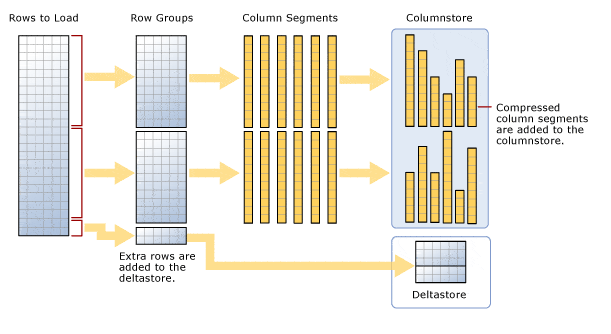 Rows to Load
Row Groups
Column Segments
Columnstore
Compressed
column segments
are added to the
columnstore.
Extra rows are
added to the
deltastore.
Deltastore